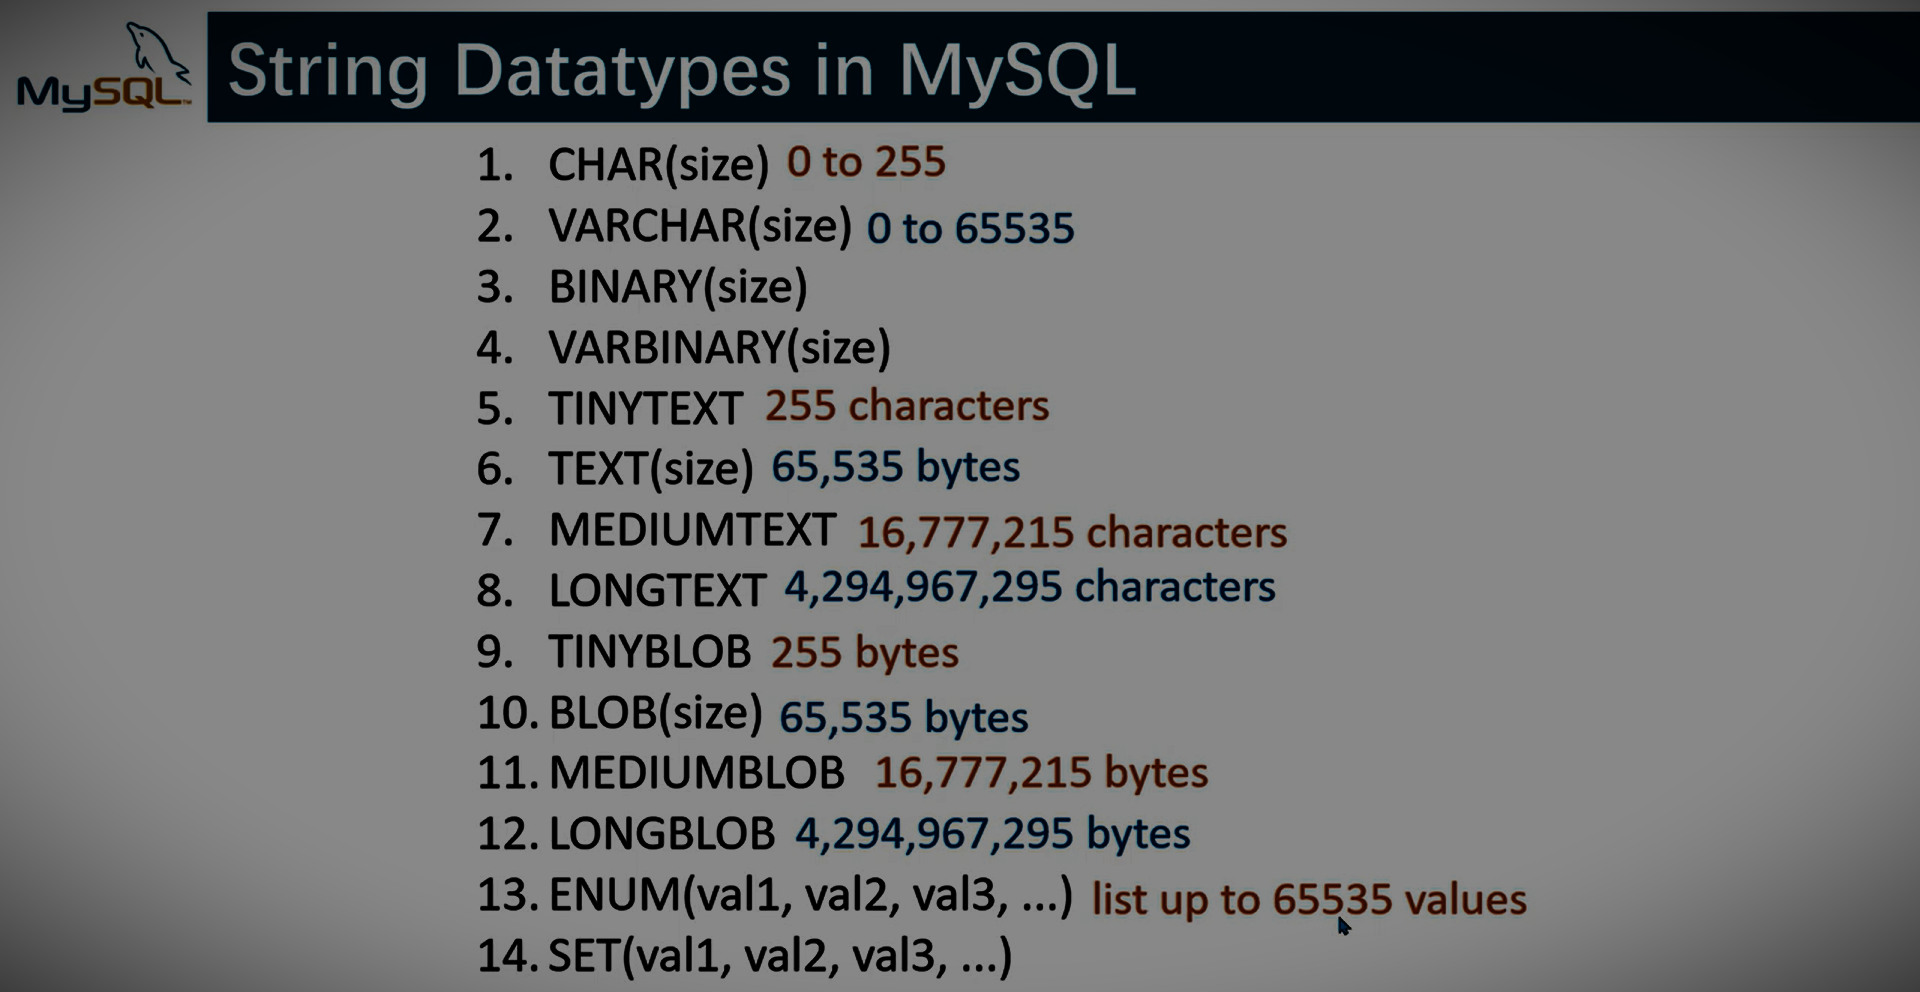 MySQL™
String Datatypes in MySQL
1. CHAR(size) 0 to 255
2. VARCHAR(size) 0 to 65535
3. BINARY(size)
4. VARBINARY(size)
5. TINYTEXT 255 characters
6. TEXT(size) 65,535 bytes
7. MEDIUMTEXT 16,777,215 characters
8. LONGTEXT 4,294,967,295 characters
9. TINYBLOB 255 bytes
10. BLOB(size) 65,535 bytes
11. MEDIUMBLOB 16,777,215 bytes
12. LONGBLOB 4,294,967,295 bytes
13. ENUM(val1, val2, val3, ...) list up to 65535 values
14. SET(val1, val2, val3, ...)